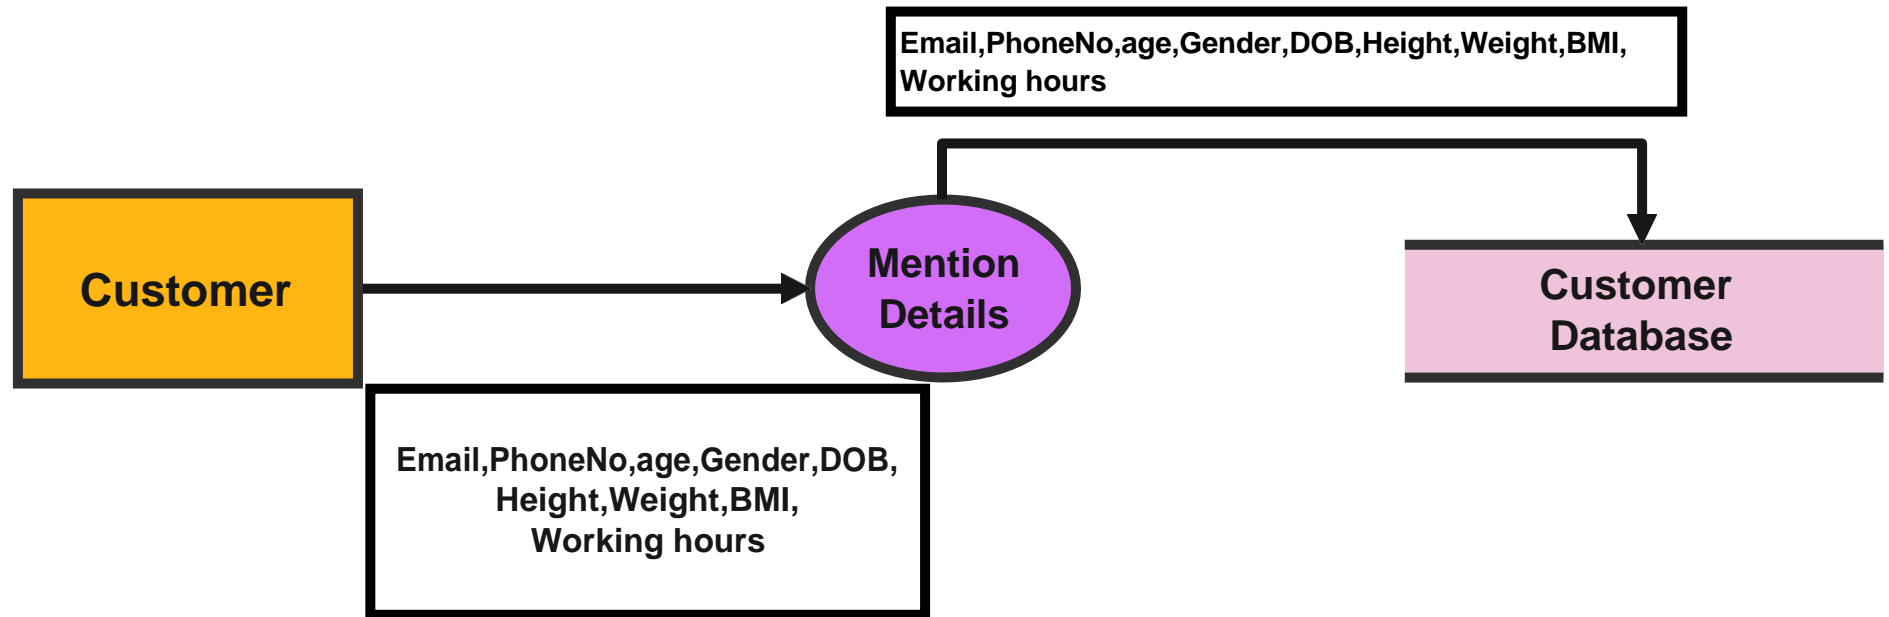 Email,PhoneNo,age,Gender,DOB,Height,Weight,BMI,
Working hours
Customer
Mention
Details
Customer
Database
Email,PhoneNo,age,Gender,DOB,
Height,Weight,BMI,
Working hours